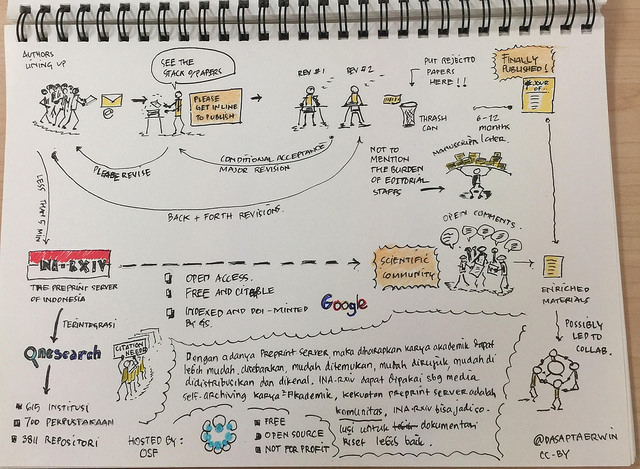 AUTHORS
LINING UP
SEE THE
STACK OF PAPERS
PLEASE
GET IN LINE
TO PUBLISH
REV #1
REV #2
PUT REJECTED
PAPERS
HERE!!
THRASH
CAN
FINALLY
PUBLISHED!
6-12
MONTHS
LATER.
MANUSCRIPTS
NOT TO
MENTION
THE BURDEN
OF EDITORIAL
STAFFS
PLEASE REVISE
CONDITIONAL ACCEPTANCE
MAJOR REVISION
BACK + FORTH REVISIONS.
LESS THAN 5 MIN
INA-RXIV
THE PREPRINT SERVER
OF INDONESIA
OPEN ACCESS.
FREE AND CITABLE
INDEXED AND DOI-MINTED
BY GS.
Google
SCIENTIFIC
COMMUNITY
OPEN COMMENTS.
ENRICHED
MATERIALS
POSSIBLY
LED TO
COLLAB.
TERINTEGRASI
Onesearch
615 INSTITUSI
700 PERPUSTAKAAN
3811 REPOSITORI
CITATION
NEEDED
Dengan adanya PREPRINT SERVER, maka diharapkan karya akademik dapat
lebih mudah disebarkan, mudah ditemukan, mudah dirujuk, mudah di
didistribusikan dan dikenal. INA-rxiv dapat dipakai sbg media
self-archiving karya akademik, kekuatan preprint server adalah
komunitas, INA-rxiv bisa jadi so-
lusi untuk dokumentasi
riset lebih baik.
HOSTED BY:
OSF
FREE
OPEN SOURCE
NOT FOR PROFIT
@DASAPTAERWIN
CC-BY